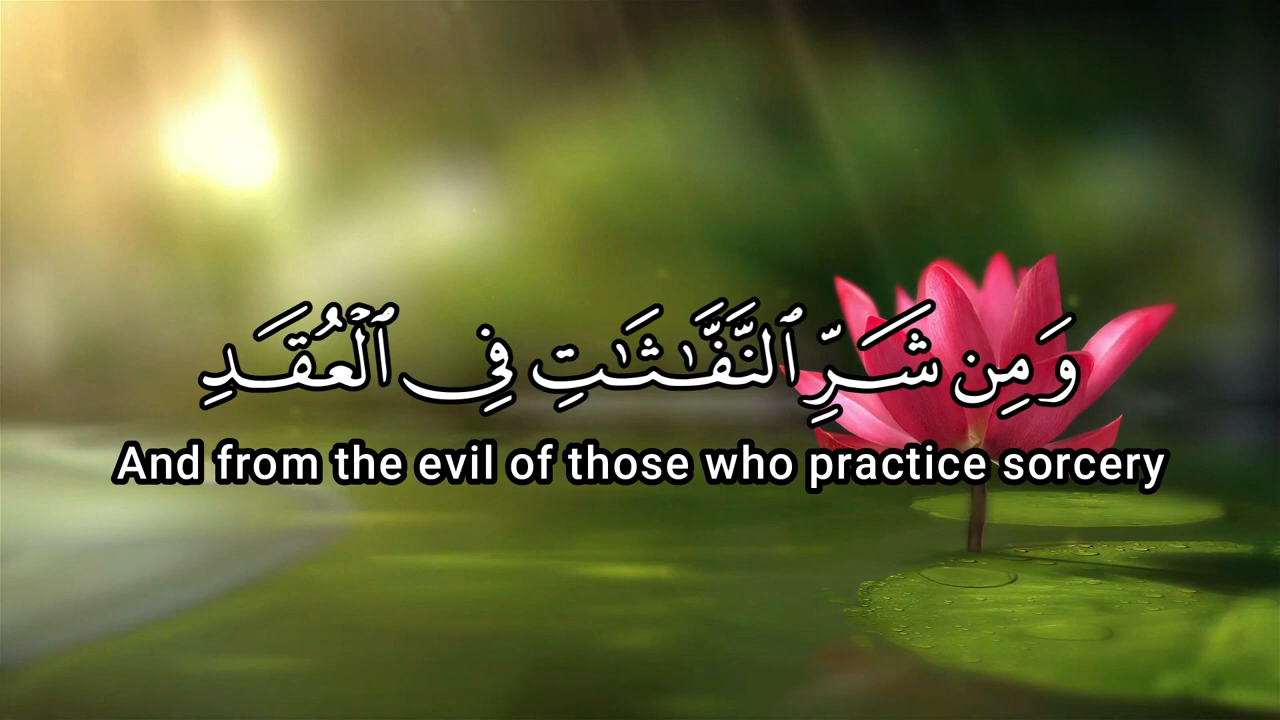 وَمِن شَرِّ ٱلنَّفَّـٰثَـٰتِ فِى ٱلْعُقَدِ
And from the evil of those who practice sorcery